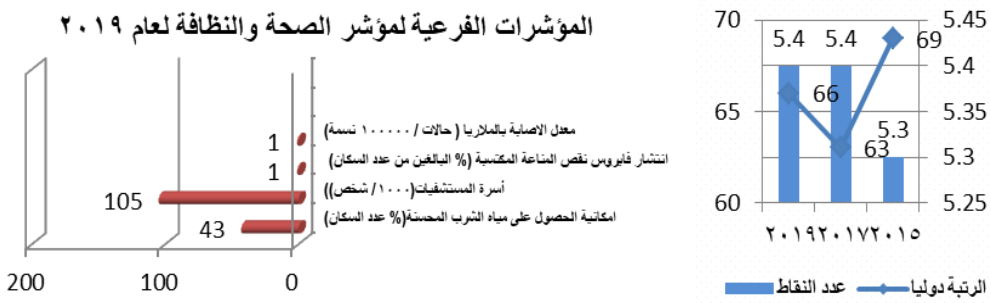 المؤشرات الفرعية لمؤشر الصحة والنظافة لعام ٢٠١٩
معدل الاصابة بالملاريا ( حالات / ١٠٠٠٠٠ نسمة)
1
انتشار فايروس نقص المناعة المكتسبة (% البالغين من عدد السكان)
1
أسرة المستشفيات(١٠٠٠/ شخص))
105
امكانية الحصول على مياه الشرب المحسنة(% عدد السكان)
43
200 100 0
70 5.45
5.4 5.4 69 5.4
66 5.35
65
63 5.3 5.3
60 5.25
٢٠١٩ ٢٠١٧ ٢٠١٥
الرتبة دوليا عدد النقاط